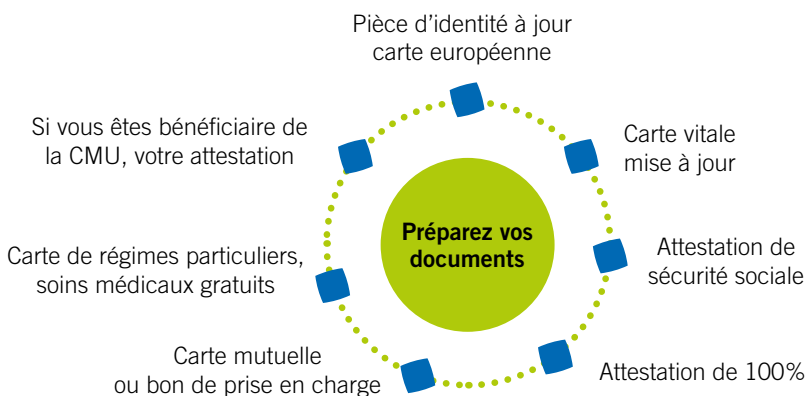 Pièce d’identité à jour
carte européenne
Si vous êtes bénéficiaire de
la CMU, votre attestation
Carte vitale
mise à jour
Préparez vos
documents
Carte de régimes particuliers,
soins médicaux gratuits
Attestation de
sécurité sociale
Carte mutuelle
ou bon de prise en charge
Attestation de 100%